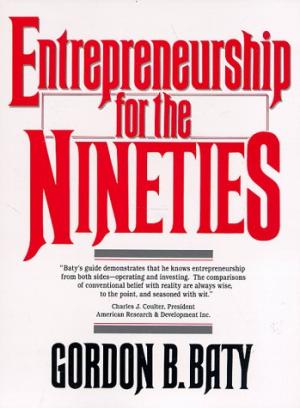 Entrepreneurship
for the
NINETIES
"Baty's guide demonstrates that he knows entrepreneurship
from both sides—operating and investing. The comparisons
of conventional belief with reality are always wise,
to the point, and seasoned with wit."
Charles J. Coulter, President
American Research & Development Inc.
GORDON B. BATY